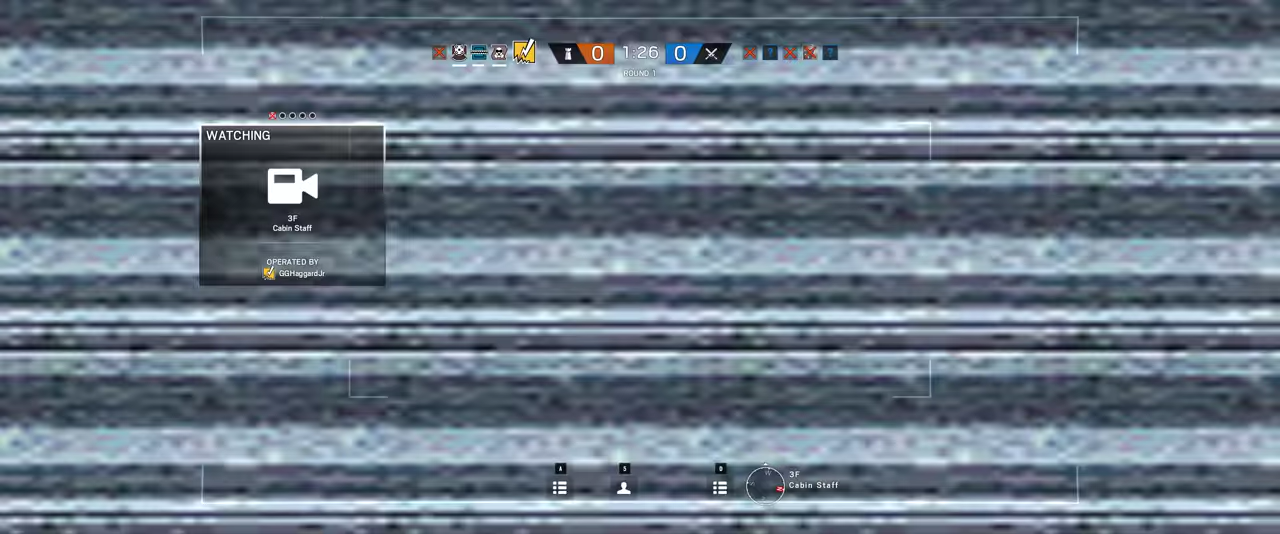 0 1:26 0
ROUND 1
WATCHING
3F
Cabin Staff
OPERATED BY
GGHaggardJr
A S D
3F
Cabin Staff